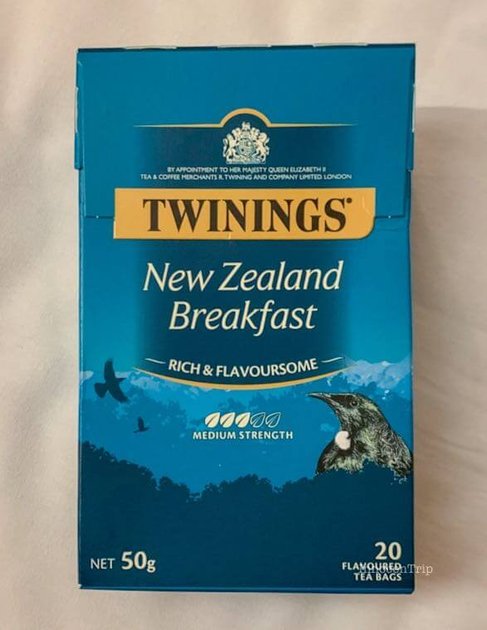 BY APPOINTMENT TO HER MAJESTY QUEEN ELIZABETH II
TEA & COFFEE MERCHANTS R. TWINING AND COMPANY LIMITED, LONDON
TWININGS®
New Zealand
Breakfast
RICH & FLAVOURSOME
MEDIUM STRENGTH
NET 50g
20
FLAVOURED
TEA BAGS